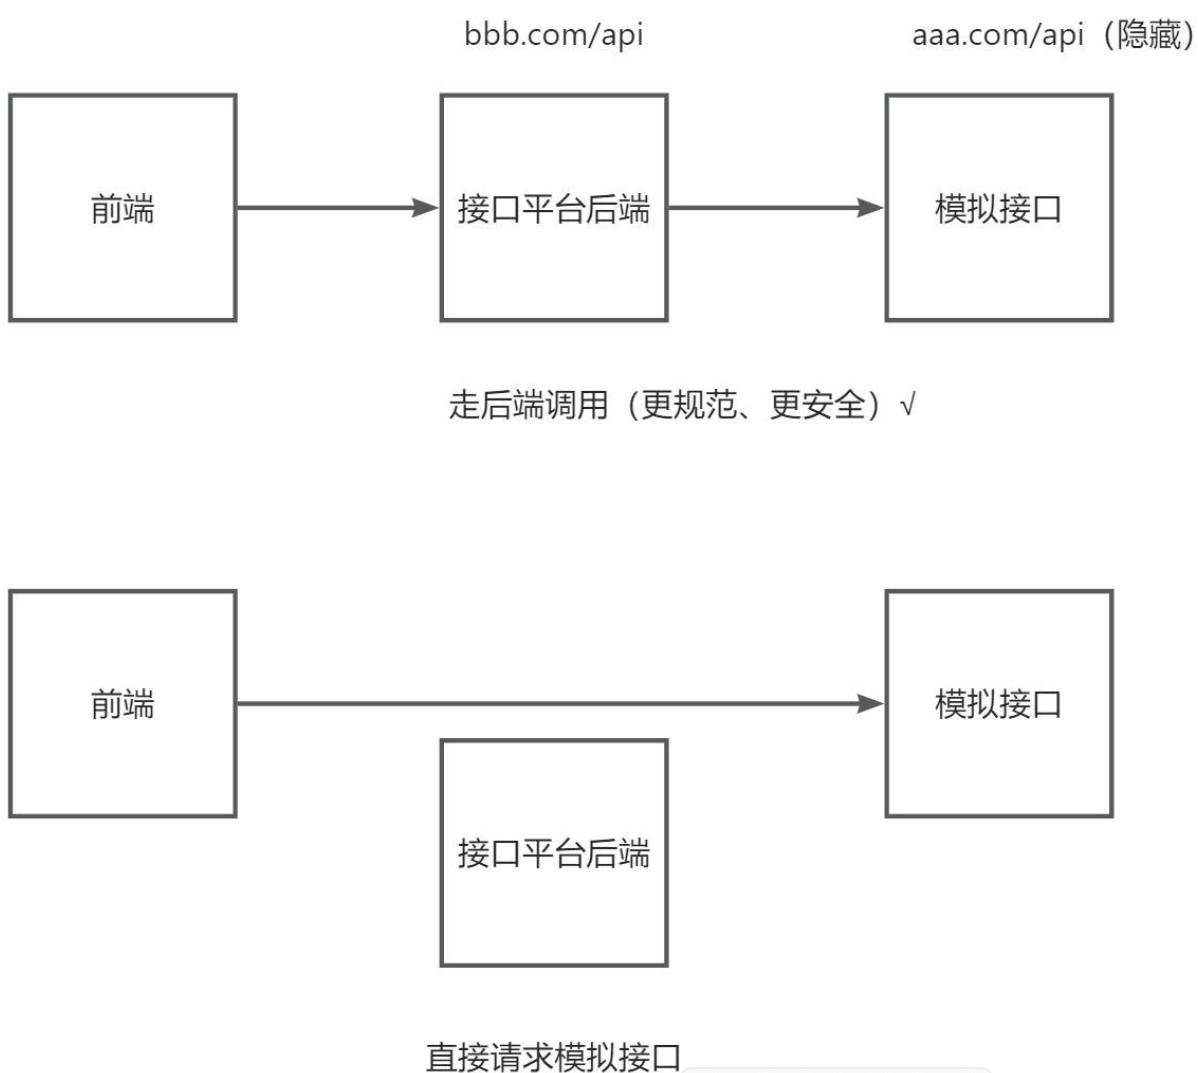 bbb.com/api
aaa.com/api（隐藏）
前端
接口平台后端
模拟接口
走后端调用（更规范、更安全）√
前端
模拟接口
接口平台后端
直接请求模拟接口